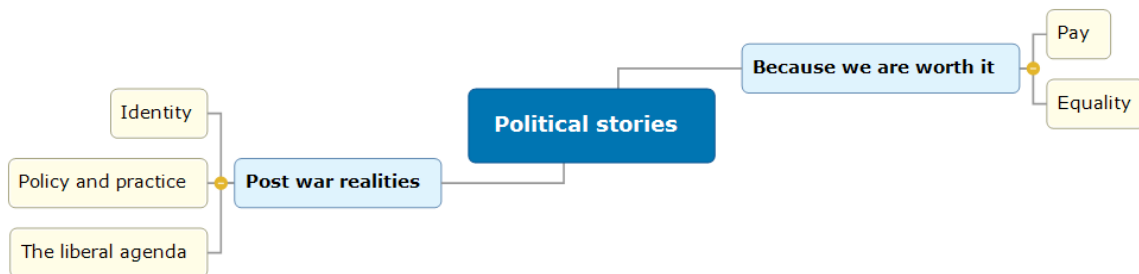 Political stories
Because we are worth it
Pay
Equality
Post war realities
Identity
Policy and practice
The liberal agenda